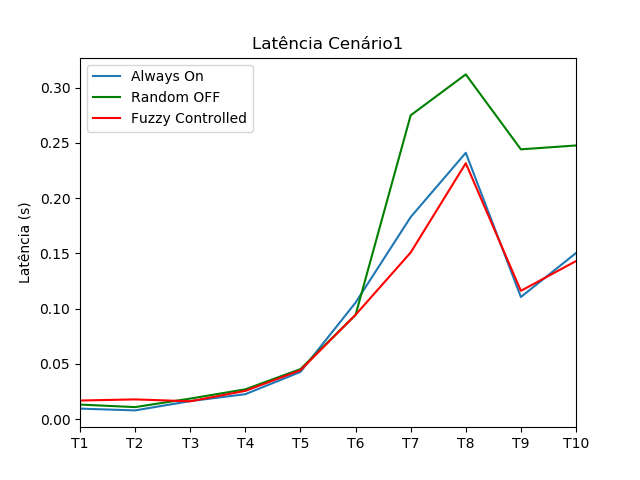 Latência Cenário1
Always On
Random OFF
Fuzzy Controlled
Latência (s)
0.30
0.25
0.20
0.15
0.10
0.05
0.00
T1 T2 T3 T4 T5 T6 T7 T8 T9 T10